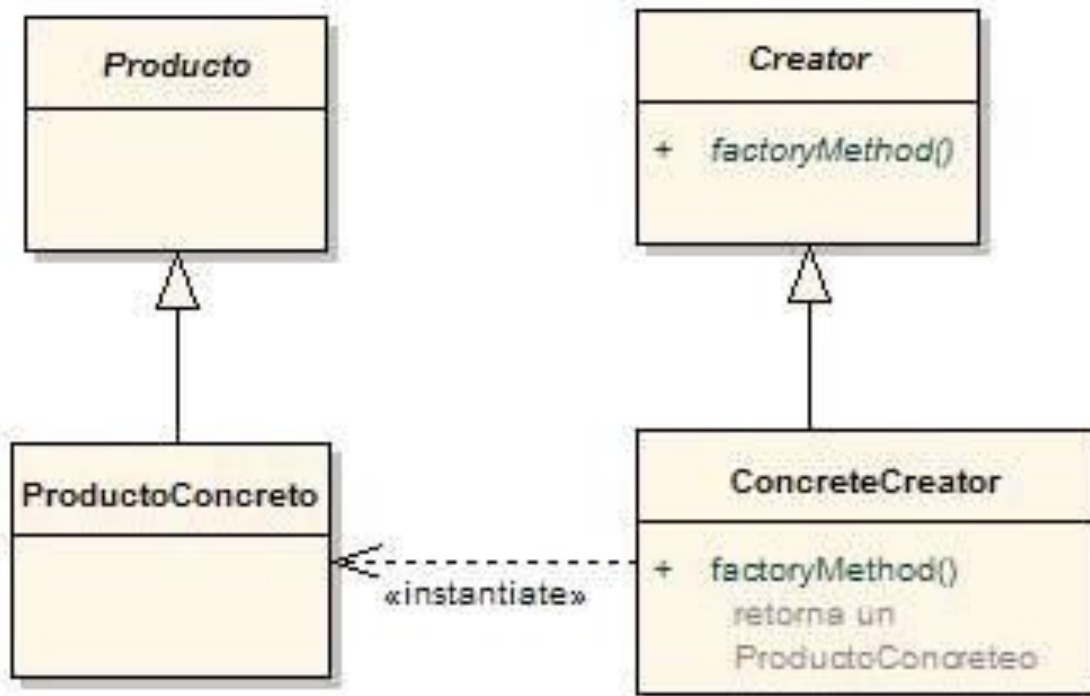 Producto
Creator
+ factoryMethod()
ProductoConcreto
ConcreteCreator
«instantiate»
+ factoryMethod()
retorna un
ProductoConcreteo